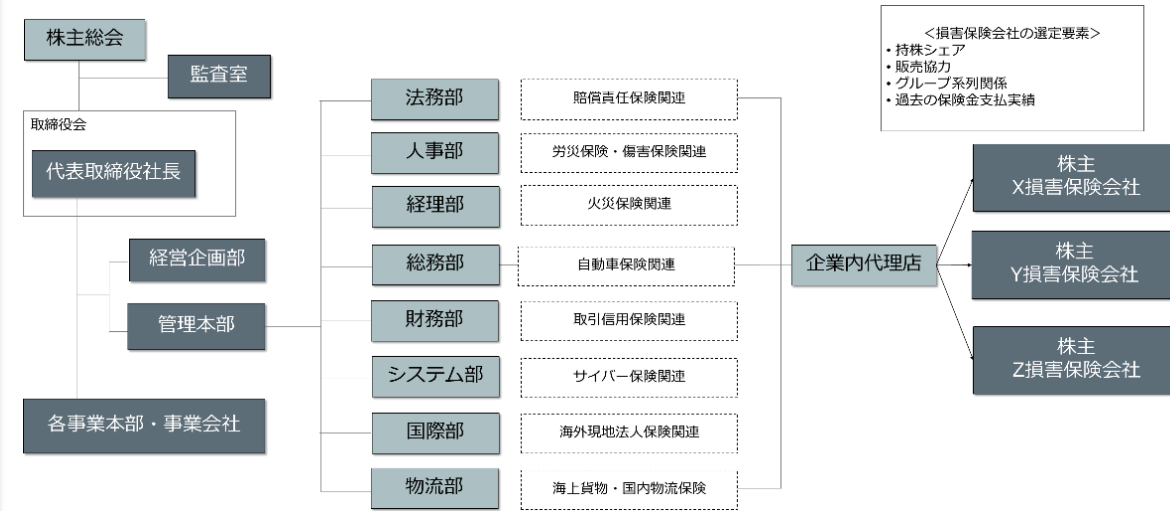 株主総会
監査室
取締役会
代表取締役社長
経営企画部
管理本部
各事業本部・事業会社
法務部
賠償責任保険関連
人事部
労災保険・傷害保険関連
経理部
火災保険関連
総務部
自動車保険関連
財務部
取引信用保険関連
システム部
サイバー保険関連
国際部
海外現地法人保険関連
物流部
海上貨物・国内物流保険
企業内代理店
＜損害保険会社の選定要素＞
・持株シェア
・販売協力
・グループ系列関係
・過去の保険金支払実績
株主
X損害保険会社
株主
Y損害保険会社
株主
Z損害保険会社